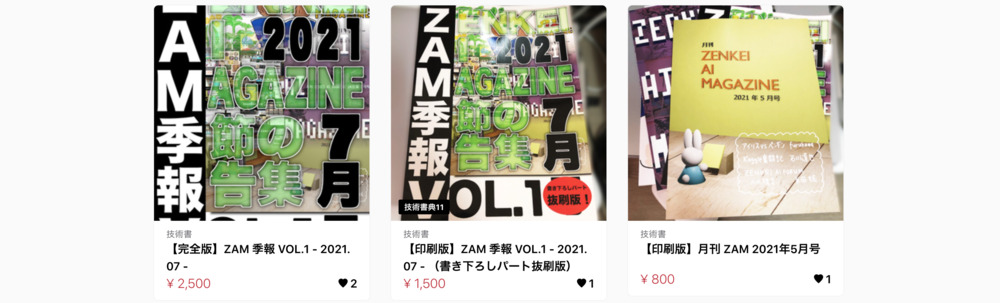 ZAM季報
2021
AGAZINE
節の
告集
7月
技術書
【完全版】ZAM 季報 VOL.1 - 2021.
07 -
¥ 2,500
2
ZAM季報
2021
AGAZINE
節の
告集
7月
VOL.1
書き下ろしパート
抜刷版！
技術書典11
技術書
【印刷版】ZAM 季報 VOL.1 - 2021.
07 - （書き下ろしパート抜刷版）
¥ 1,500
1
月刊
ZENKEI
AI
MAGAZINE
2021年5月号
技術書
【印刷版】月刊 ZAM 2021年5月号
¥ 800
1